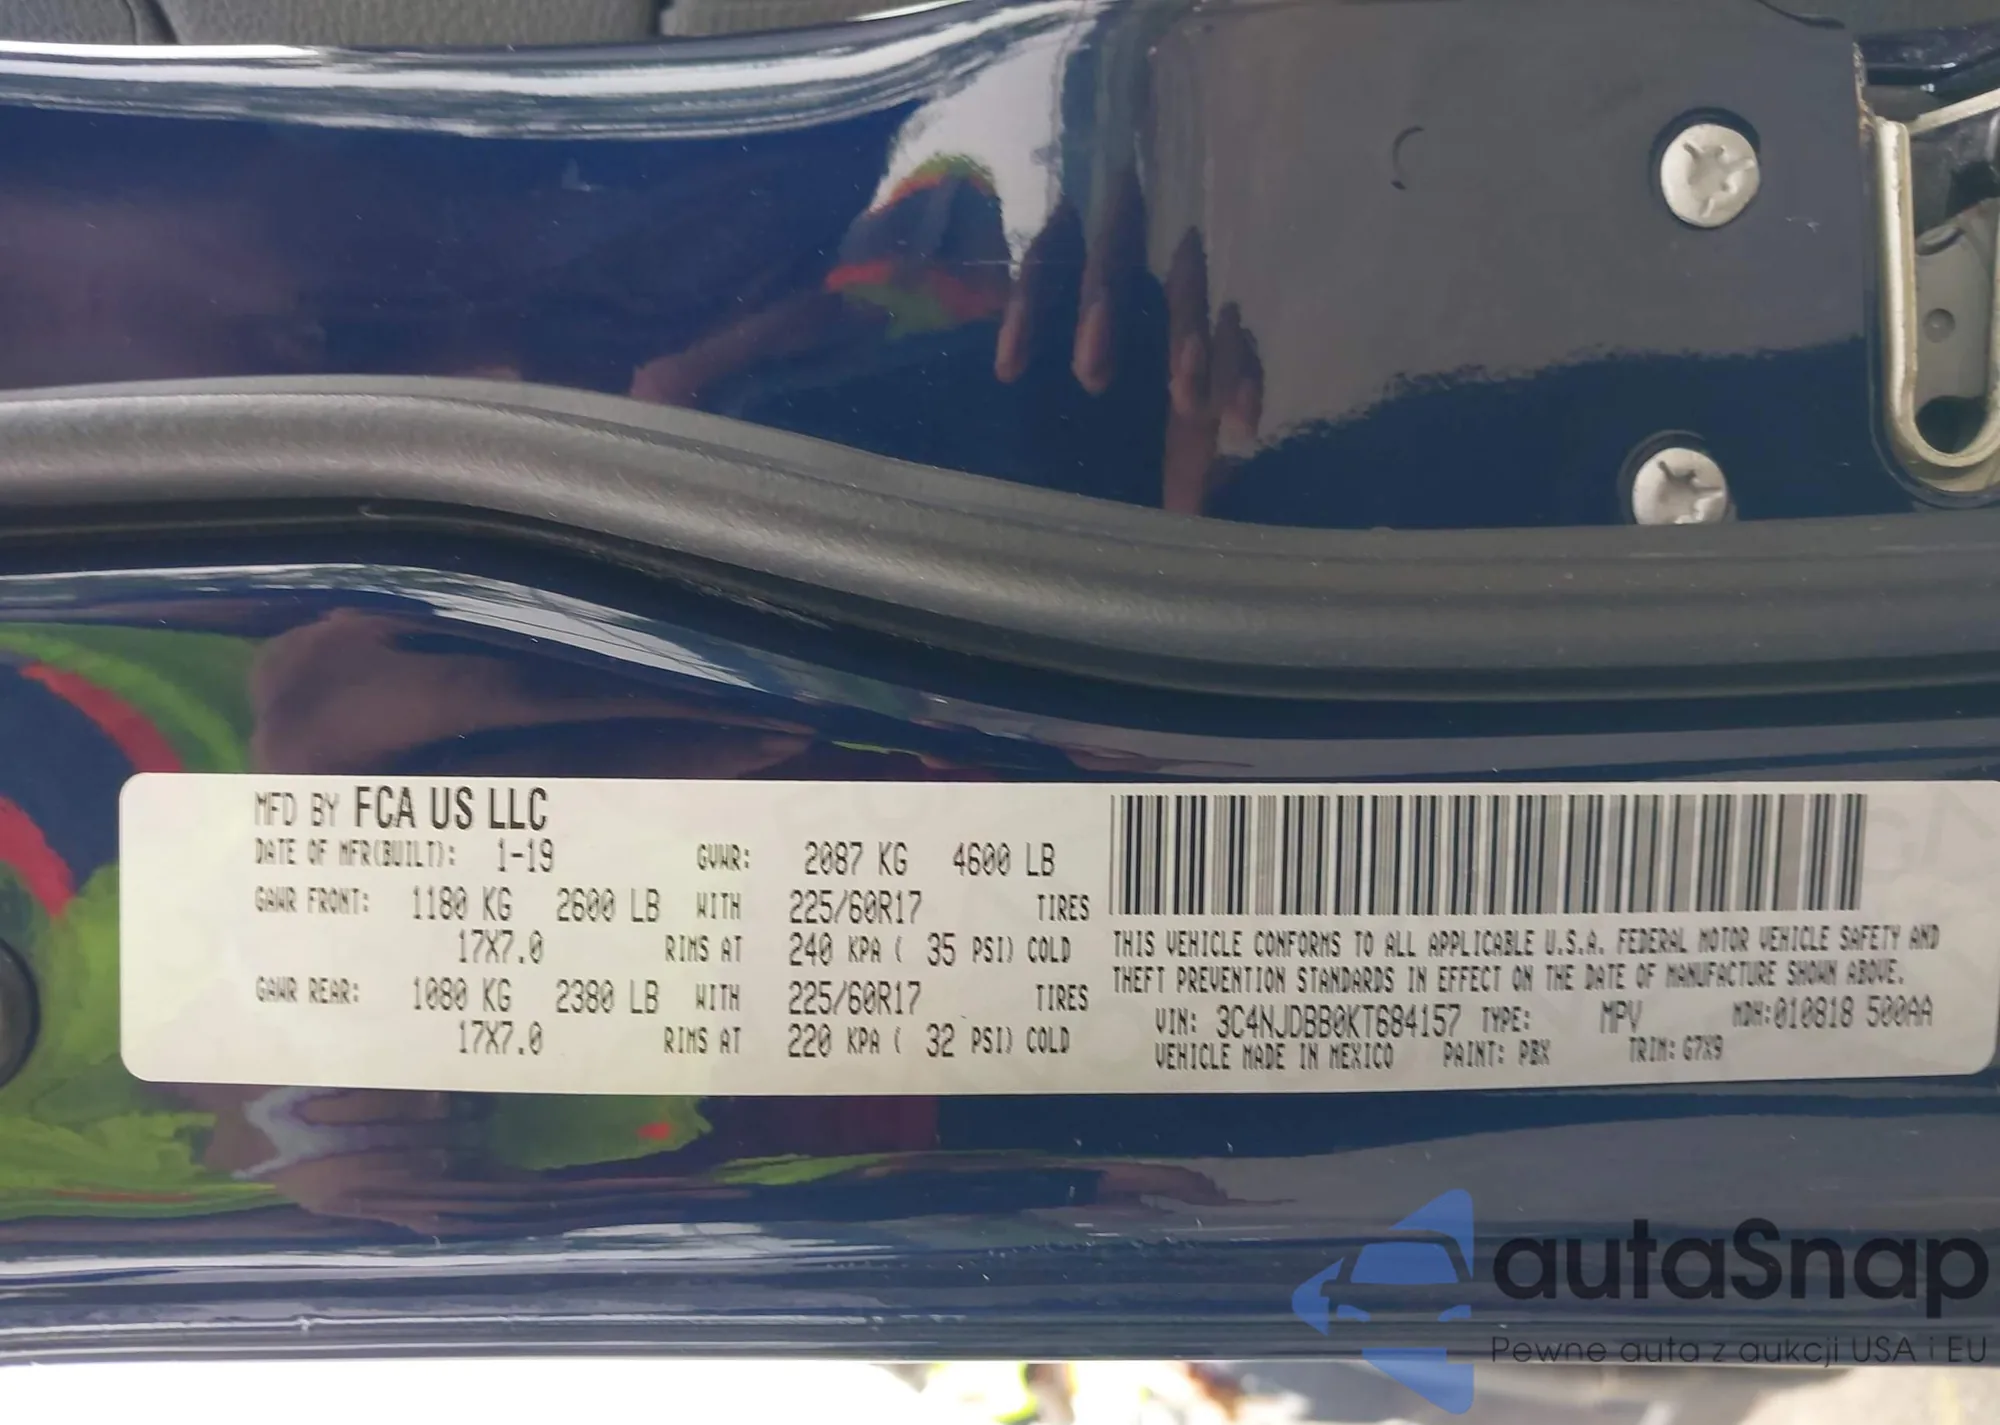 MFD BY FCA US LLC
DATE OF MFR(BUILT): 1-19 GVWR: 2087 KG 4600 LB
GAWR FRONT: 1180 KG 2600 LB WITH 225/60R17 TIRES
17X7.0 RIMS AT 240 KPA ( 35 PSI) COLD
GAWR REAR: 1080 KG 2380 LB WITH 225/60R17 TIRES
17X7.0 RIMS AT 220 KPA ( 32 PSI) COLD
THIS VEHICLE CONFORMS TO ALL APPLICABLE U.S.A. FEDERAL MOTOR VEHICLE SAFETY AND
THEFT PREVENTION STANDARDS IN EFFECT ON THE DATE OF MANUFACTURE SHOWN ABOVE.
VIN: 3C4NJDBB0KT684157 TYPE: MPV MDH:010818 500AA
VEHICLE MADE IN MEXICO PAINT: PBX TRIM: G7X9
autaSnap
Pewne auta z aukcji USA i EU